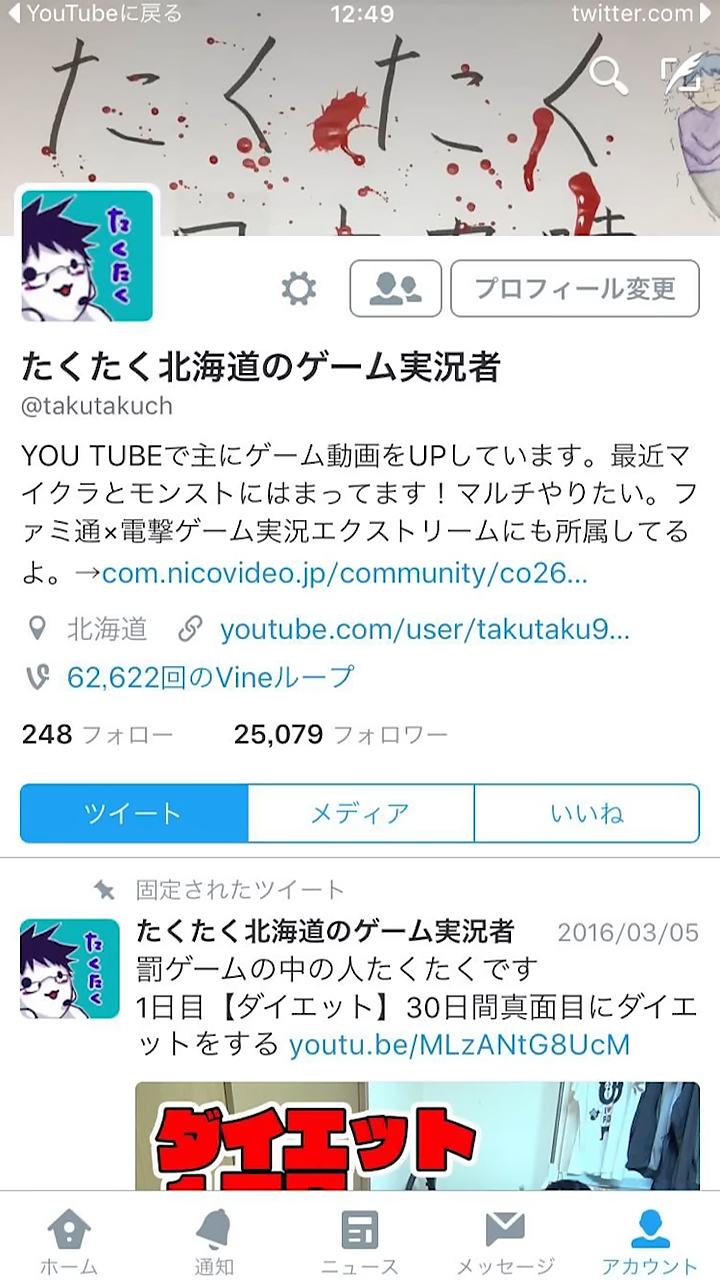 YouTubeに戻る 12:49 twitter.com
たくたく
たくたく
プロフィール変更
たくたく北海道のゲーム実況者
@takutakuch
YOU TUBEで主にゲーム動画をUPしています。最近マ
イクラとモンストにはまってます！マルチやりたい。フ
ァミ通×電撃ゲーム実況エクストリームにも所属してる
よ。→com.nicovideo.jp/community/co26...
北海道 youtube.com/user/takutaku9...
62,622回のVineループ
248 フォロー 25,079 フォロワー
ツイート メディア いいね
固定されたツイート
たくたく北海道のゲーム実況者 2016/03/05
たくたく
罰ゲームの中の人たくたくです
1日目【ダイエット】30日間真面目にダイエ
ットをする youtu.be/MLzANtG8UcM
ダイエット
ホーム 通知 ニュース メッセージ アカウント